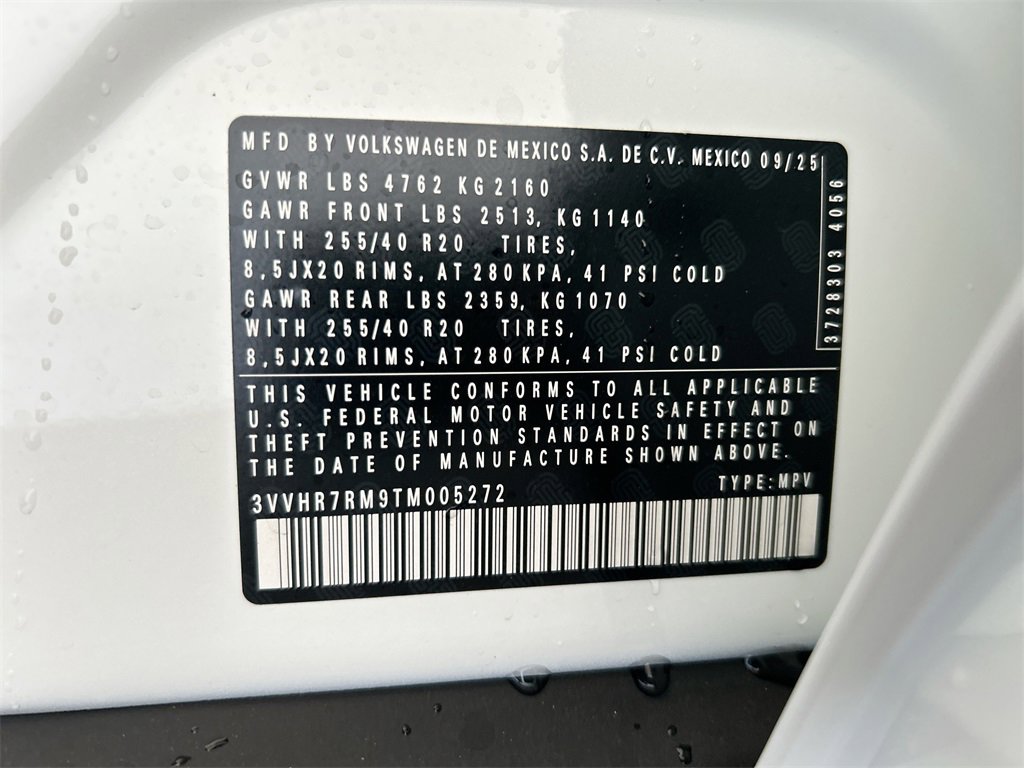 MFD BY VOLKSWAGEN DE MEXICO S.A. DE C.V. MEXICO 09/25
GVWR LBS 4762 KG 2160
GAWR FRONT LBS 2513, KG 1140
WITH 255/40 R20 TIRES,
8,5JX20 RIMS, AT 280 KPA, 41 PSI COLD
GAWR REAR LBS 2359, KG 1070
WITH 255/40 R20 TIRES,
8,5JX20 RIMS, AT 280 KPA, 41 PSI COLD
3728303 4056
THIS VEHICLE CONFORMS TO ALL APPLICABLE
U.S. FEDERAL MOTOR VEHICLE SAFETY AND
THEFT PREVENTION STANDARDS IN EFFECT ON
THE DATE OF MANUFACTURE SHOWN ABOVE.
3VVHR7RM9TM005272 TYPE: MPV